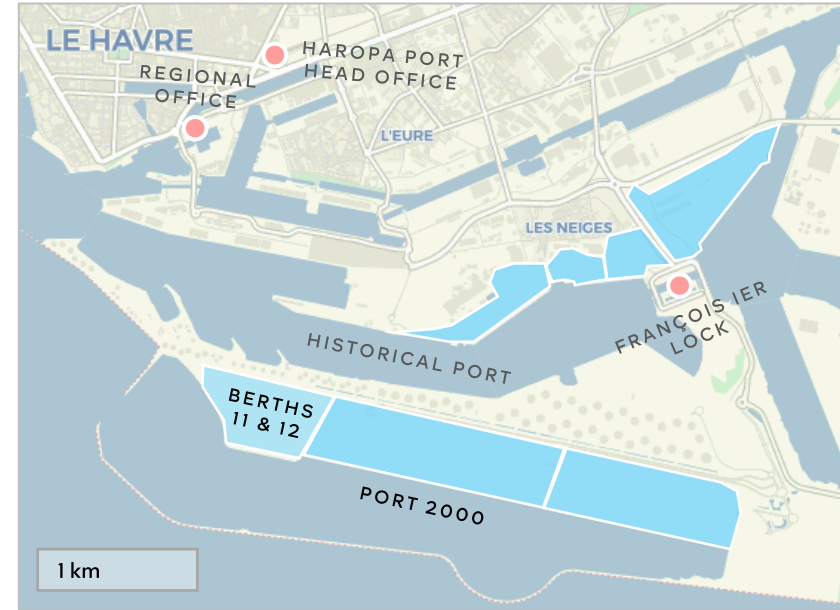 LE HAVRE
HAROPA PORT
HEAD OFFICE
REGIONAL
OFFICE
L'EURE
LES NEIGES
FRANÇOIS IER
LOCK
HISTORICAL PORT
BERTHS
11 & 12
PORT 2000
1 km